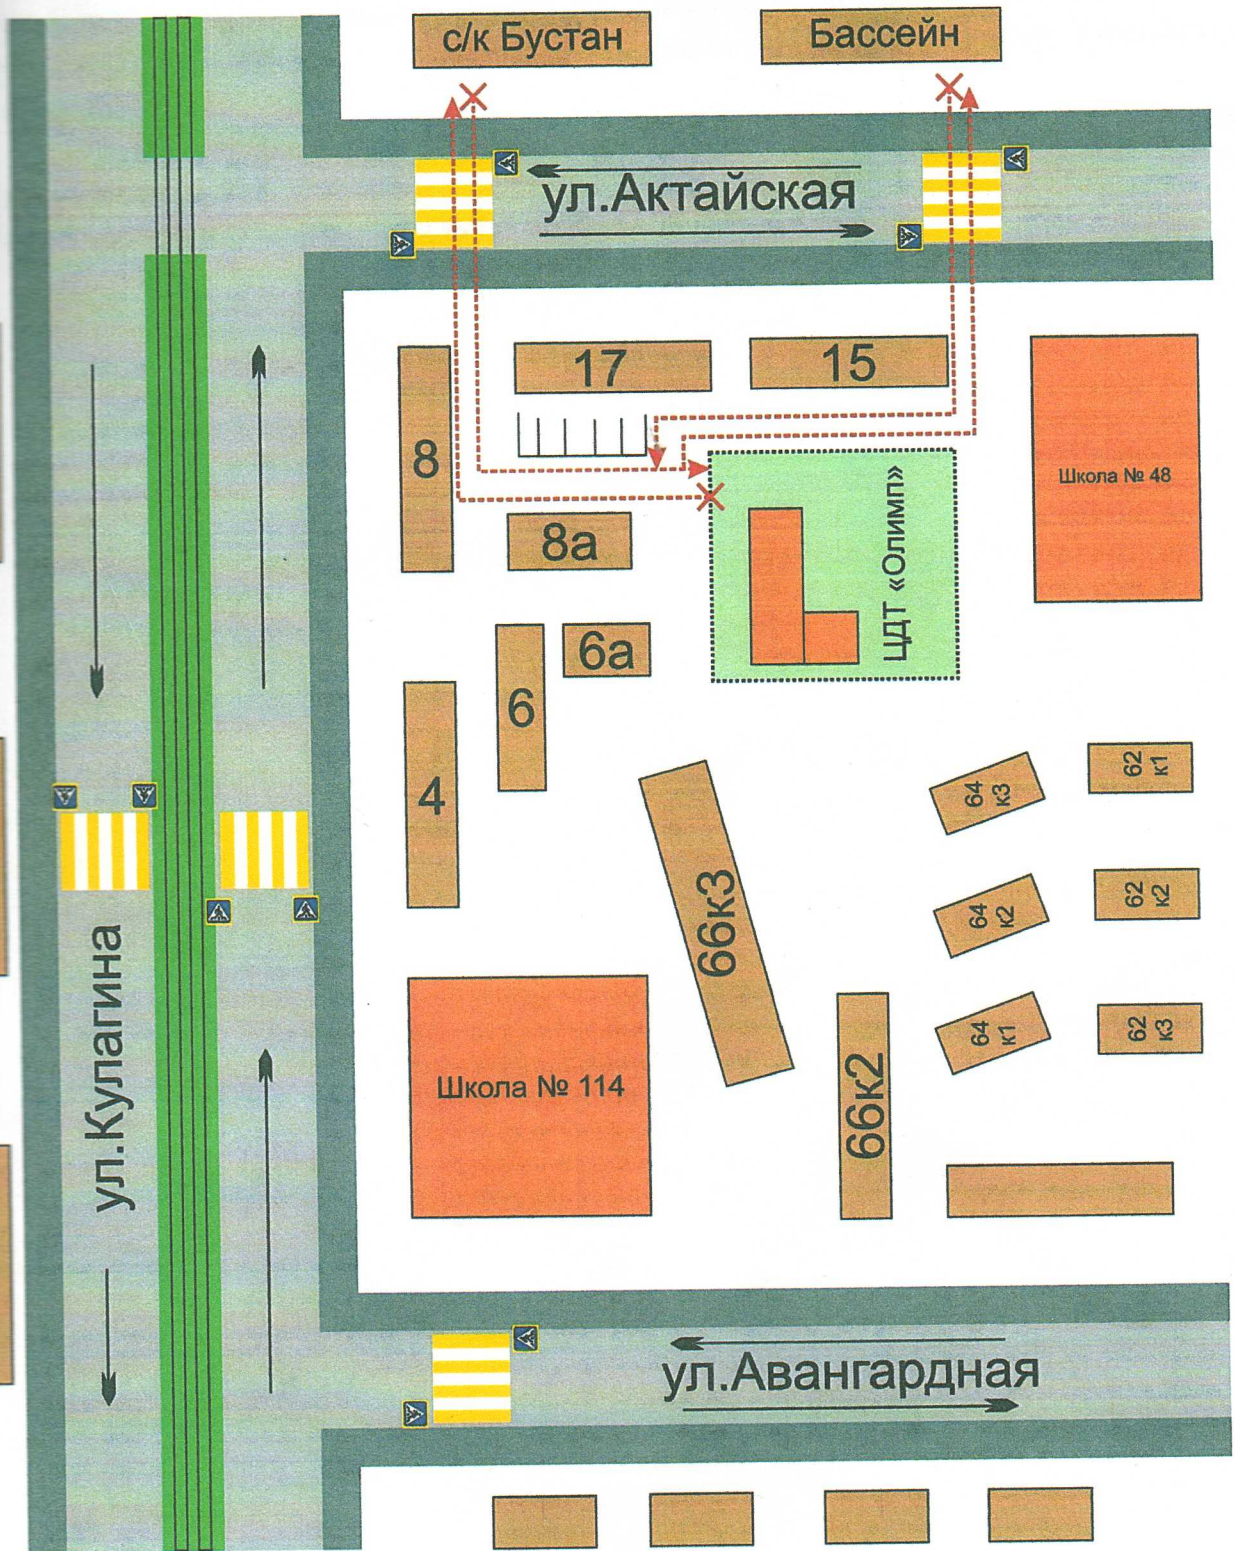 с/к Бустан
Бассейн
ул.Актайская
17
15
8
Школа № 48
8а
ЦДТ «Олимп»
6а
6
4
62
к1
64
к3
66к3
62
к2
64
к2
ул.Кулагина
64
к1
62
к3
Школа № 114
66к2
ул.Авангардная